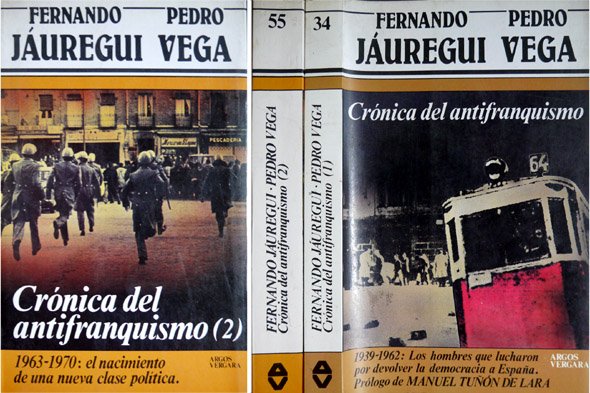 FERNANDO PEDRO
JÁUREGUI VEGA
PESCADERIA
Crónica del
antifranquismo (2)
1963-1970: el nacimiento
de una nueva clase política.
ARGOS
VERGARA
55
FERNANDO JÁUREGUI · PEDRO VEGA
Crónica del antifranquismo (2)
34
FERNANDO JÁUREGUI · PEDRO VEGA
Crónica del antifranquismo (1)
FERNANDO PEDRO
JÁUREGUI VEGA
Crónica del antifranquismo
64
1939-1962: Los hombres que lucharon
por devolver la democracia a España.
Prólogo de MANUEL TUÑÓN DE LARA
ARGOS
VERGARA